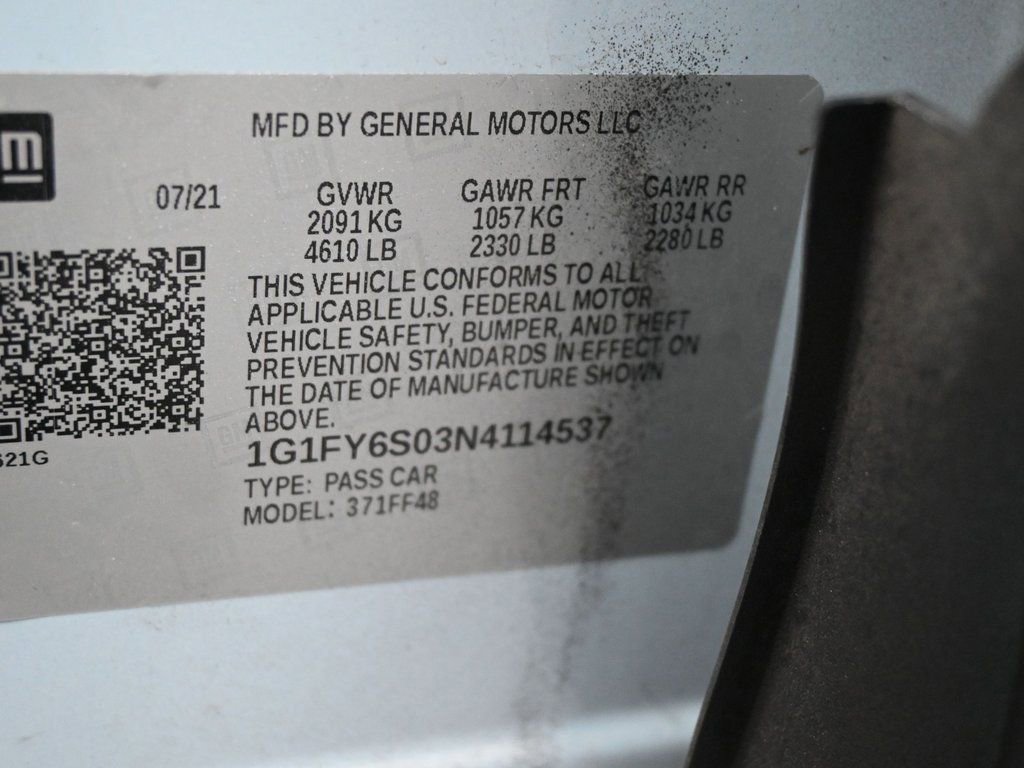 m
MFD BY GENERAL MOTORS LLC
07/21 GVWR GAWR FRT GAWR RR
2091 KG 1057 KG 1034 KG
4610 LB 2330 LB 2280 LB
THIS VEHICLE CONFORMS TO ALL
APPLICABLE U.S. FEDERAL MOTOR
VEHICLE SAFETY, BUMPER, AND THEFT
PREVENTION STANDARDS IN EFFECT ON
THE DATE OF MANUFACTURE SHOWN
ABOVE.
1G1FY6S03N4114537
TYPE: PASS CAR
MODEL: 371FF48
621G